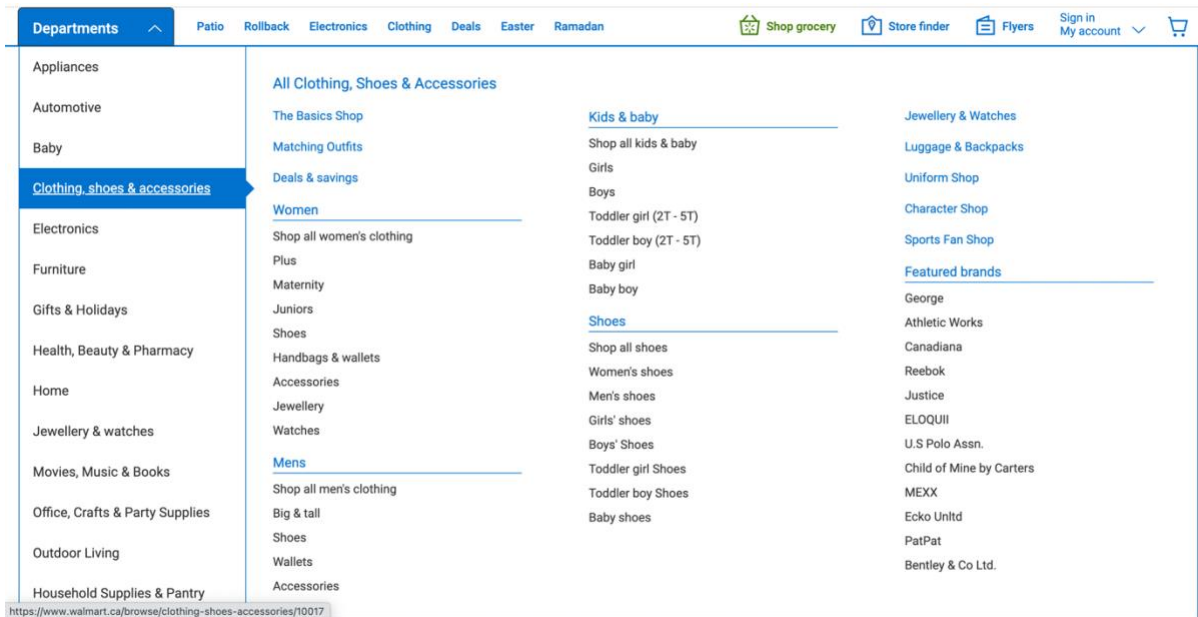 Departments
Patio
Rollback
Electronics
Clothing
Deals
Easter
Ramadan
Shop grocery
Store finder
Flyers
Sign in
My account
Appliances
Automotive
Baby
Clothing, shoes & accessories
Electronics
Furniture
Gifts & Holidays
Health, Beauty & Pharmacy
Home
Jewellery & watches
Movies, Music & Books
Office, Crafts & Party Supplies
Outdoor Living
Household Supplies & Pantry
All Clothing, Shoes & Accessories
The Basics Shop
Matching Outfits
Deals & savings
Women
Shop all women's clothing
Plus
Maternity
Juniors
Shoes
Handbags & wallets
Accessories
Jewellery
Watches
Mens
Shop all men's clothing
Big & tall
Shoes
Wallets
Accessories
Kids & baby
Shop all kids & baby
Girls
Boys
Toddler girl (2T - 5T)
Toddler boy (2T - 5T)
Baby girl
Baby boy
Shoes
Shop all shoes
Women's shoes
Men's shoes
Girls' shoes
Boys' Shoes
Toddler girl Shoes
Toddler boy Shoes
Baby shoes
Jewellery & Watches
Luggage & Backpacks
Uniform Shop
Character Shop
Sports Fan Shop
Featured brands
George
Athletic Works
Canadiana
Reebok
Justice
ELOQUII
U.S Polo Assn.
Child of Mine by Carters
MEXX
Ecko Unltd
PatPat
Bentley & Co Ltd.
https://www.walmart.ca/browse/clothing-shoes-accessories/10017